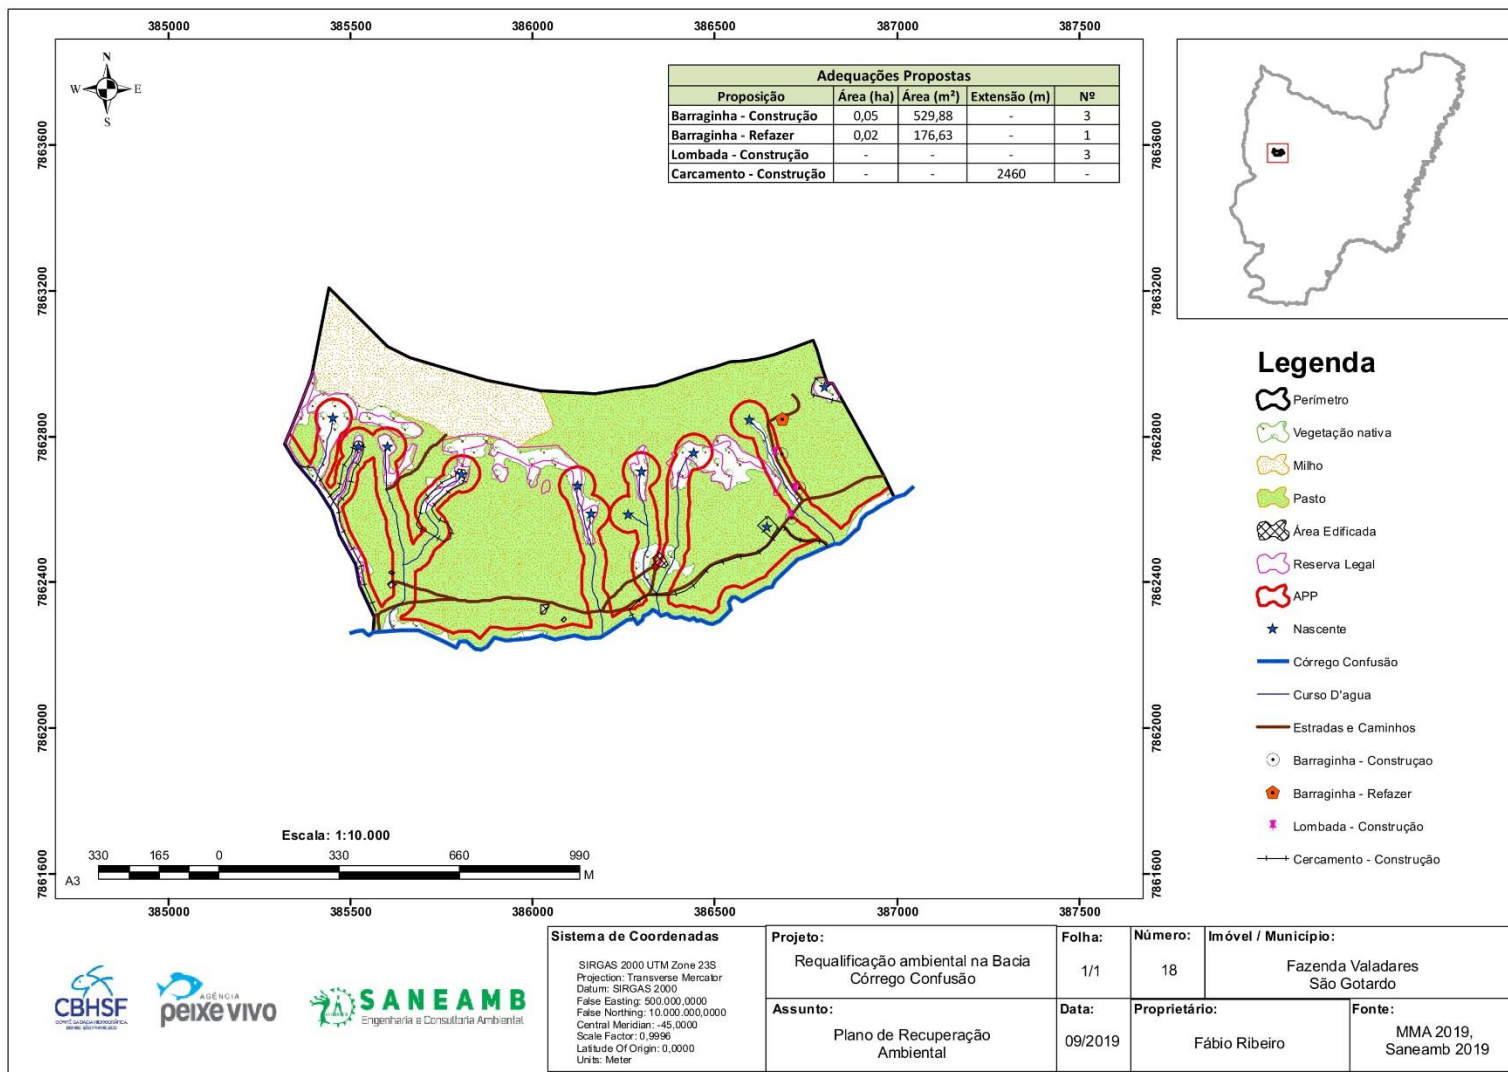 385000 385500 386000 386500 387000 387500
N
W E
S
Adequações Propostas
Proposição Área (ha) Área (m²) Extensão (m) Nº
Barraginha - Construção 0,05 529,88 - 3
Barraginha - Refazer 0,02 176,63 - 1
Lombada - Construção - - - 3
Carcamento - Construção - - 2460 -
7863600 7863600
7863200 7863200
7862800 7862800
7862400 7862400
7862000 7862000
7861600 7861600
Legenda
Perímetro
Vegetação nativa
Milho
Pasto
Área Edificada
Reserva Legal
APP
Nascente
Córrego Confusão
Curso D'agua
Estradas e Caminhos
Barraginha - Construçao
Barraginha - Refazer
Lombada - Construção
Cercamento - Construção
Escala: 1:10.000
330 165 0 330 660 990
M
A3
385000 385500 386000 386500 387000 387500
CBHSF
AGÊNCIA
peixe vivo
SANEAMB
Engenharia e Consultoria Ambiental
Sistema de Coordenadas
SIRGAS 2000 UTM Zone 23S
Projection: Transverse Mercator
Datum: SIRGAS 2000
False Easting: 500.000,0000
False Northing: 10.000.000,0000
Central Meridian: -45,0000
Scale Factor: 0,9996
Latitude Of Origin: 0,0000
Units: Meter
Projeto:
Requalificação ambiental na Bacia
Córrego Confusão
Folha:
1/1
Número:
18
Imóvel / Município:
Fazenda Valadares
São Gotardo
Assunto:
Plano de Recuperação
Ambiental
Data:
09/2019
Proprietário:
Fábio Ribeiro
Fonte:
MMA 2019,
Saneamb 2019